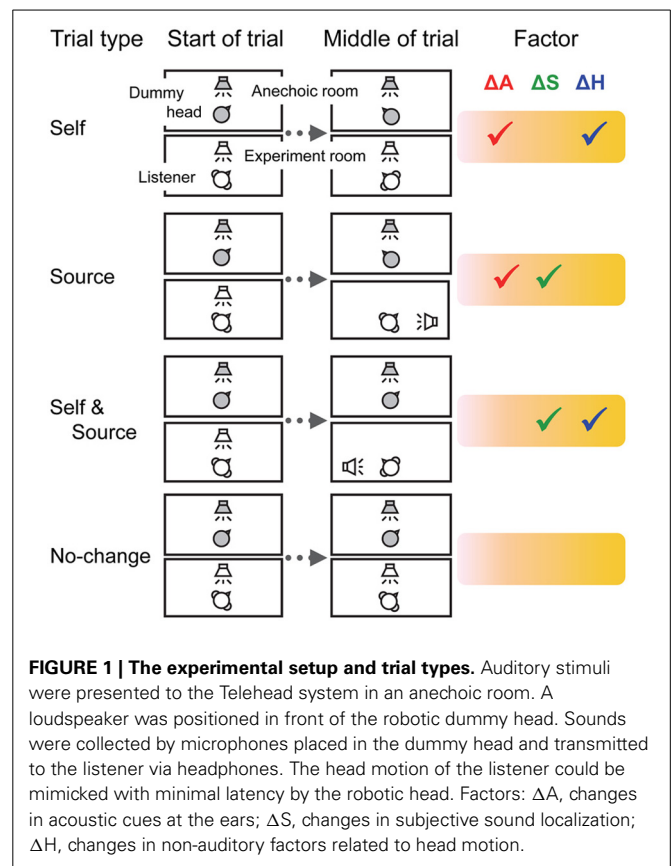 Trial type Start of trial Middle of trial Factor
ΔA ΔS ΔH
Dummy head
Anechoic room
Self
Experiment room
Listener
Source
Self &
Source
No-change
FIGURE 1 | The experimental setup and trial types. Auditory stimuli
were presented to the Telehead system in an anechoic room. A
loudspeaker was positioned in front of the robotic dummy head. Sounds
were collected by microphones placed in the dummy head and transmitted
to the listener via headphones. The head motion of the listener could be
mimicked with minimal latency by the robotic head. Factors: ΔA, changes
in acoustic cues at the ears; ΔS, changes in subjective sound localization;
ΔH, changes in non-auditory factors related to head motion.